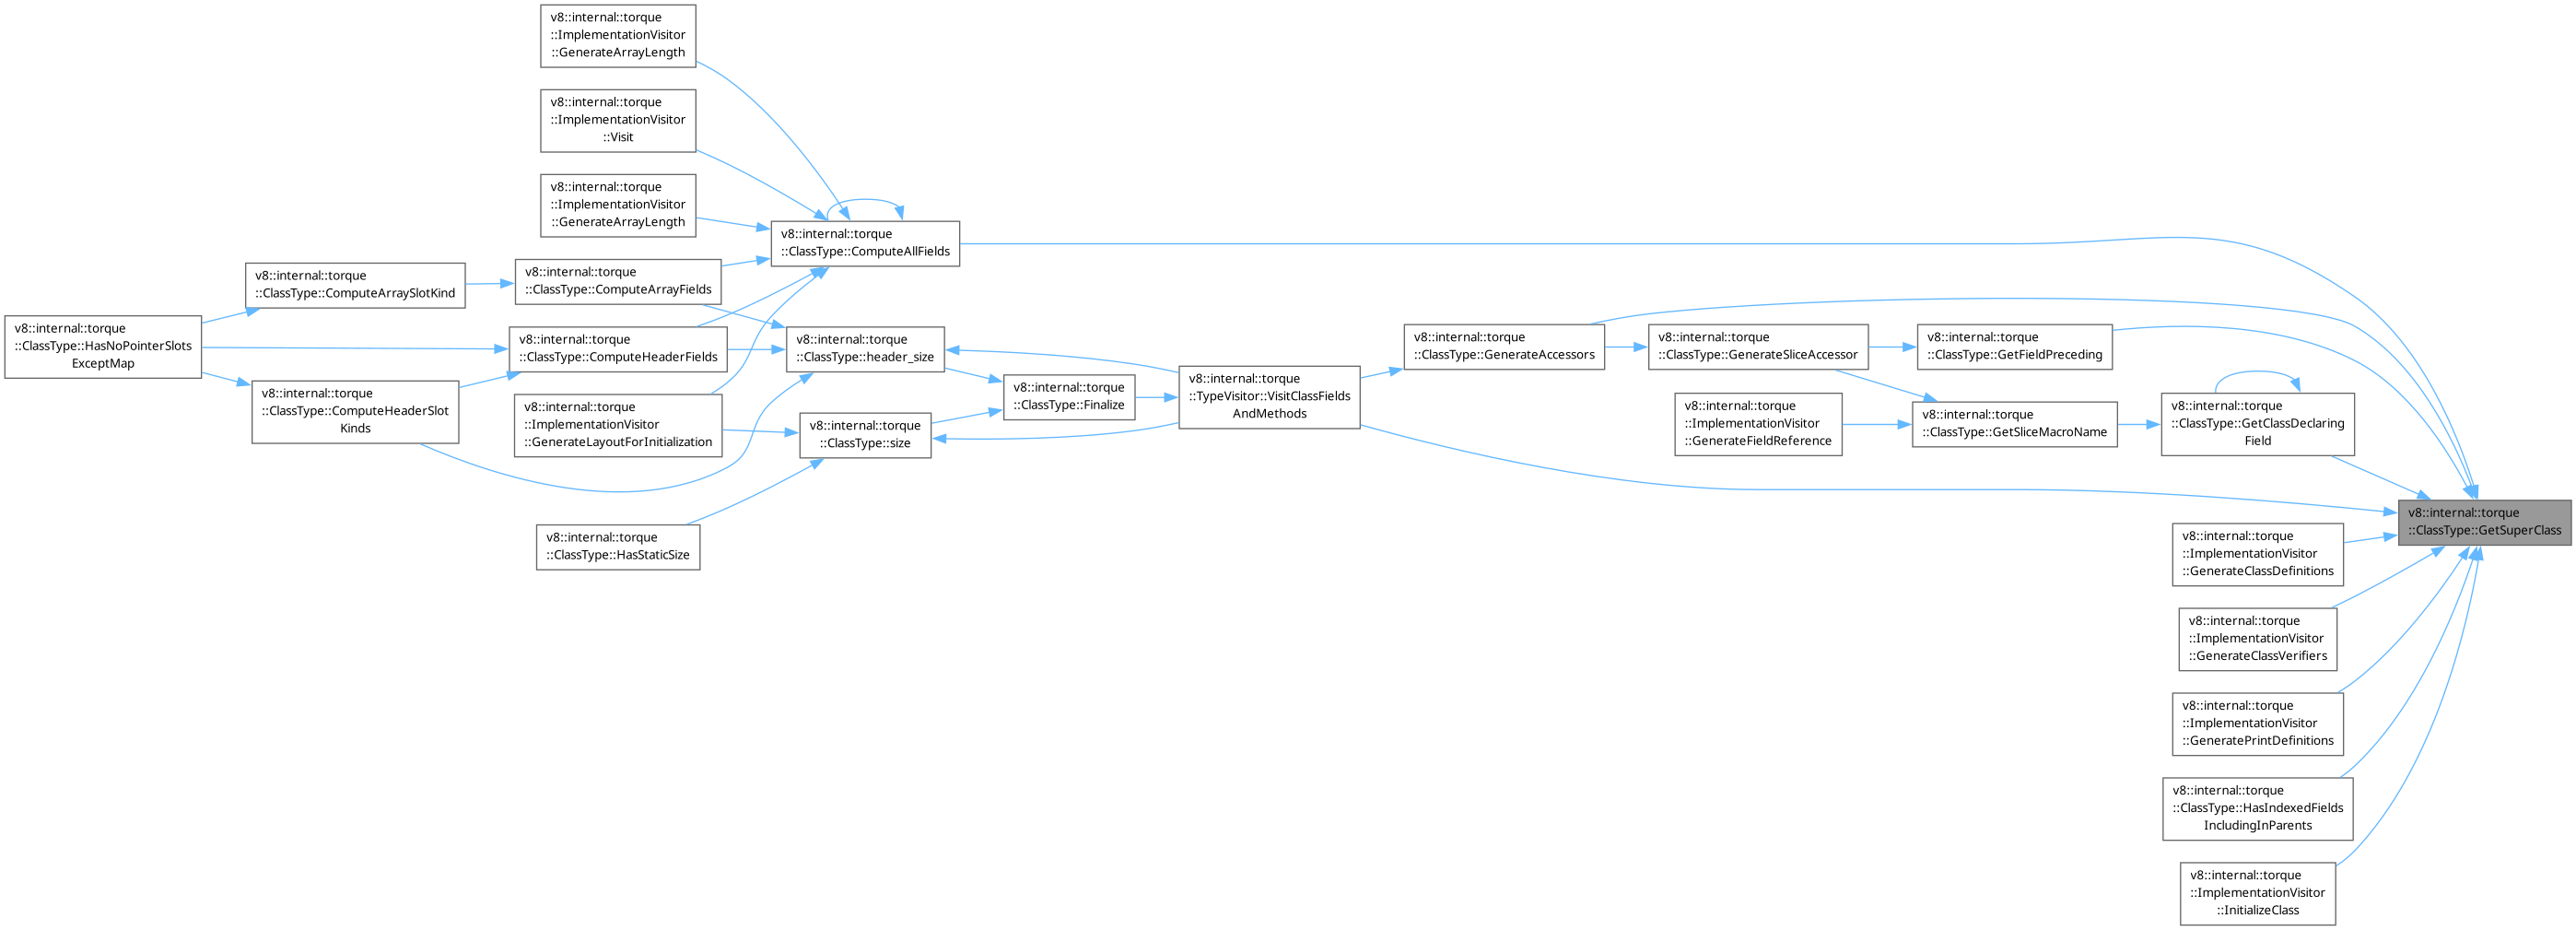 v8::internal::torque
::ImplementationVisitor
::GenerateArrayLength
v8::internal::torque
::ImplementationVisitor
::Visit
v8::internal::torque
::ImplementationVisitor
::GenerateArrayLength
v8::internal::torque
::ClassType::ComputeAllFields
v8::internal::torque
::ClassType::ComputeArraySlotKind
v8::internal::torque
::ClassType::ComputeArrayFields
v8::internal::torque
::ClassType::HasNoPointerSlots
ExceptMap
v8::internal::torque
::ClassType::ComputeHeaderFields
v8::internal::torque
::ClassType::header_size
v8::internal::torque
::ClassType::GenerateAccessors
v8::internal::torque
::ClassType::GenerateSliceAccessor
v8::internal::torque
::ClassType::GetFieldPreceding
v8::internal::torque
::ClassType::ComputeHeaderSlot
Kinds
v8::internal::torque
::ImplementationVisitor
::GenerateLayoutForInitialization
v8::internal::torque
::ClassType::Finalize
v8::internal::torque
::TypeVisitor::VisitClassFields
AndMethods
v8::internal::torque
::ClassType::size
v8::internal::torque
::ImplementationVisitor
::GenerateFieldReference
v8::internal::torque
::ClassType::GetSliceMacroName
v8::internal::torque
::ClassType::GetClassDeclaring
Field
v8::internal::torque
::ClassType::HasStaticSize
v8::internal::torque
::ClassType::GetSuperClass
v8::internal::torque
::ImplementationVisitor
::GenerateClassDefinitions
v8::internal::torque
::ImplementationVisitor
::GenerateClassVerifiers
v8::internal::torque
::ImplementationVisitor
::GeneratePrintDefinitions
v8::internal::torque
::ClassType::HasIndexedFields
IncludingInParents
v8::internal::torque
::ImplementationVisitor
::InitializeClass